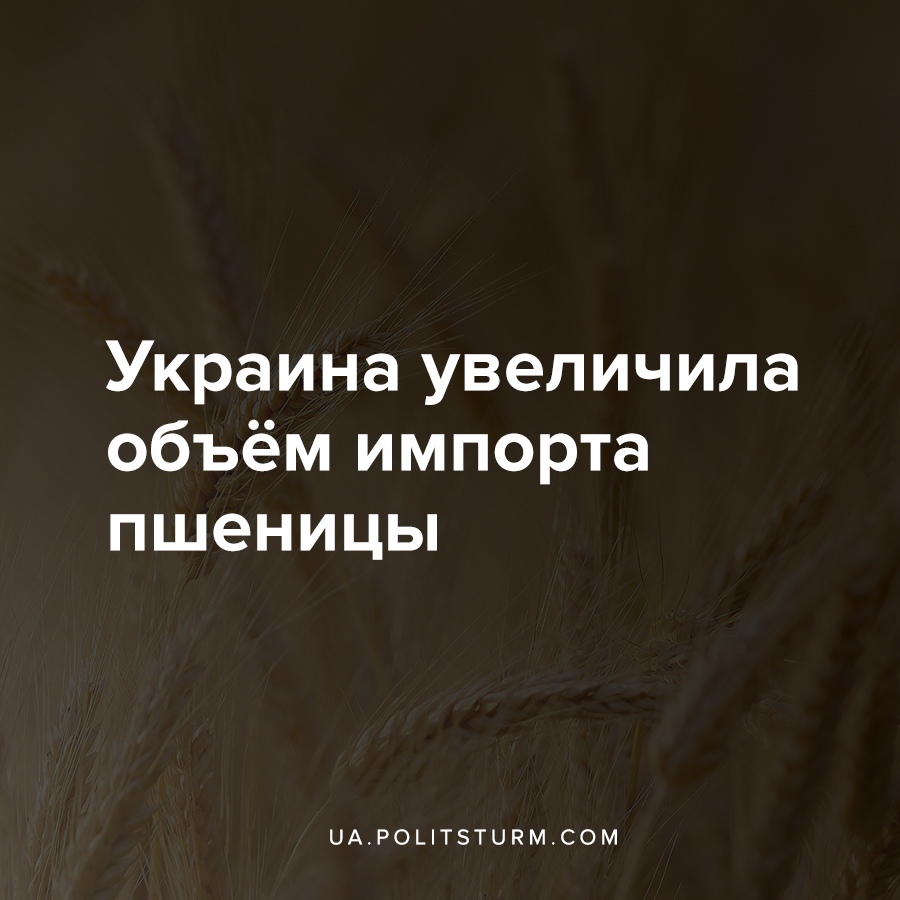 Украина увеличила
объём импорта
пшеницы
UA.POLITSTURM.COM